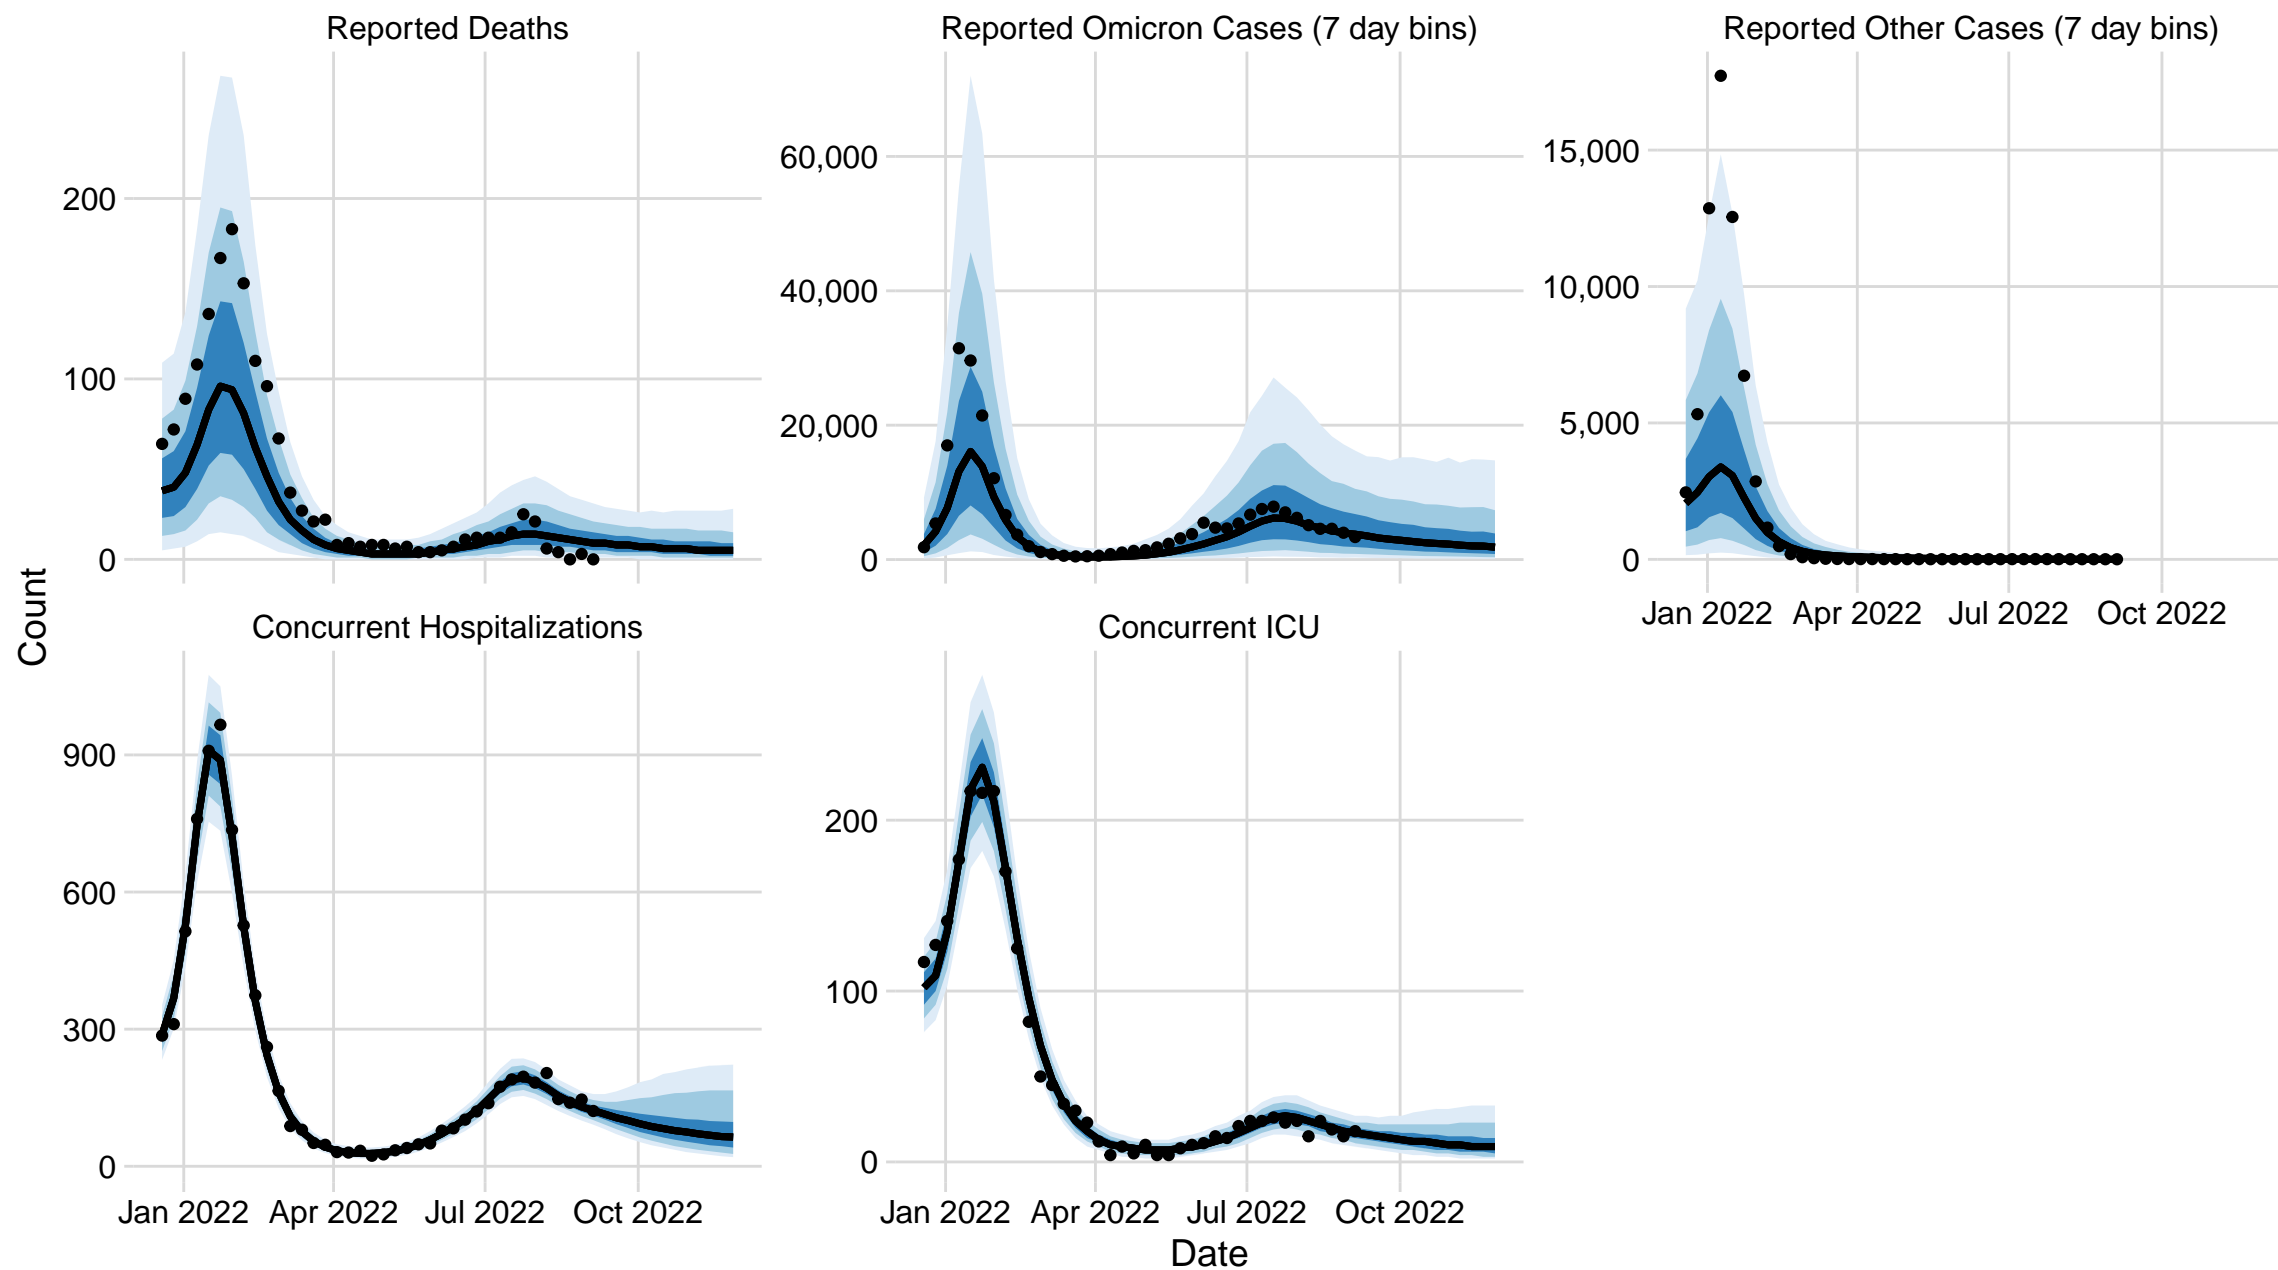 Reported Deaths
Reported Omicron Cases (7 day bins)
Reported Other Cases (7 day bins)
200
100
0
60,000
40,000
20,000
0
15,000
10,000
5,000
0
Jan 2022 Apr 2022 Jul 2022 Oct 2022
Count
Concurrent Hospitalizations
Concurrent ICU
900
600
300
0
200
100
0
Jan 2022 Apr 2022 Jul 2022 Oct 2022
Jan 2022 Apr 2022 Jul 2022 Oct 2022
Date